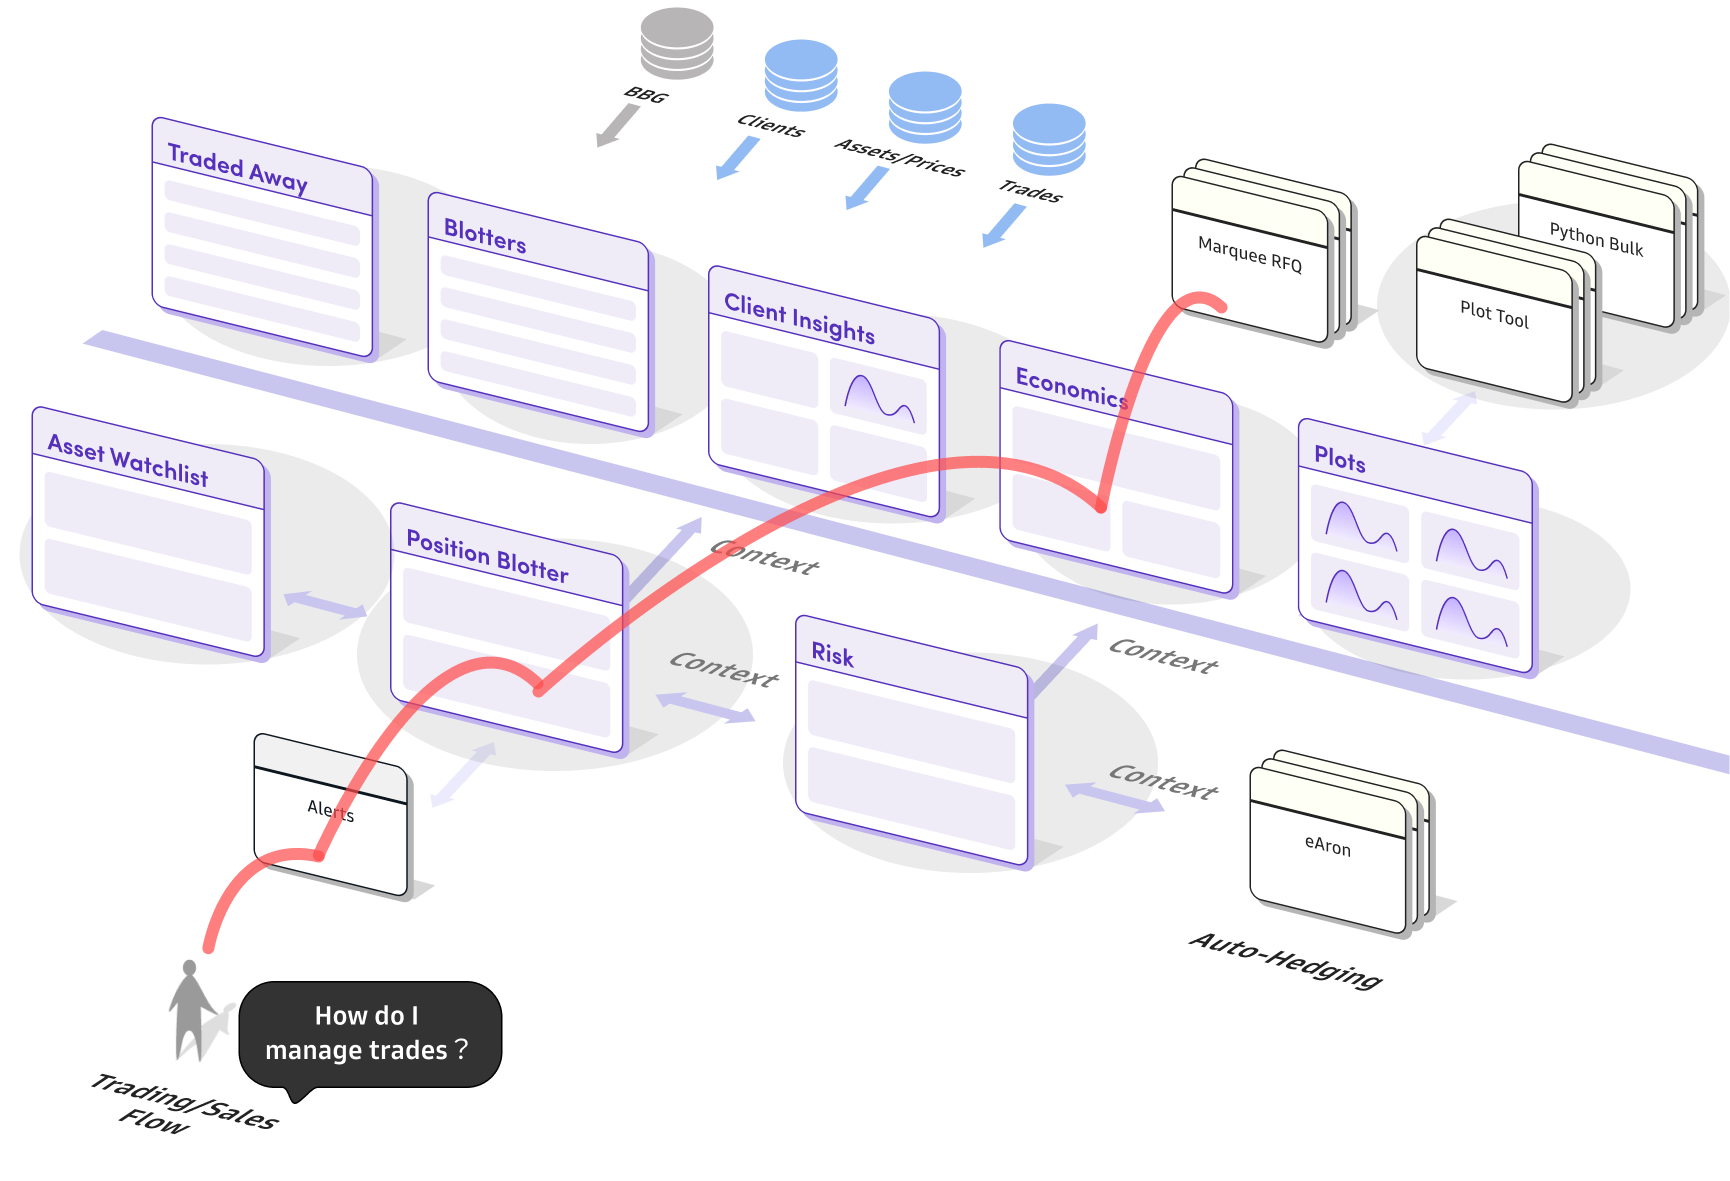 BBG
Clients
Assets/Prices
Trades
Traded Away
Blotters
Client Insights
Economics
Marquee RFQ
Python Bulk
Plot Tool
Plots
Asset Watchlist
Position Blotter
Context
Context
Risk
Context
Context
Alerts
eAron
Auto-Hedging
How do I
manage trades ?
Trading/Sales
Flow